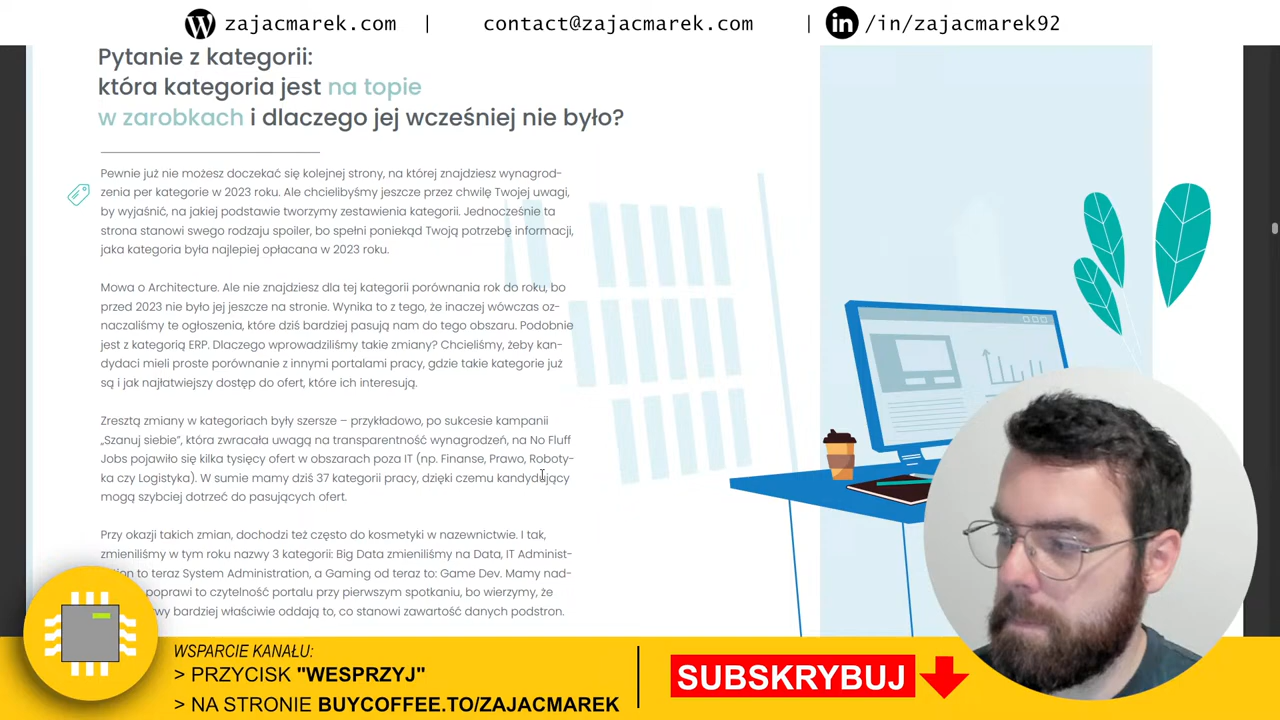 zajacmarek.com | contact@zajacmarek.com | in /in/zajacmarek92
Pytanie z kategorii:
która kategoria jest na topie
w zarobkach i dlaczego jej wcześniej nie było?
Pewnie już nie możesz doczekać się kolejnej strony, na której znajdziesz wynagrod-
zenia per kategorie w 2023 roku. Ale chcielibyśmy jeszcze przez chwilę Twojej uwagi,
by wyjaśnić, na jakiej podstawie tworzymy zestawienia kategorii. Jednocześnie ta
strona stanowi swego rodzaju spoiler, bo spełni poniekąd Twoją potrzebę informacji,
jaka kategoria była najlepiej opłacana w 2023 roku.
Mowa o Architecture. Ale nie znajdziesz dla tej kategorii porównania rok do roku, bo
przed 2023 nie było jej jeszcze na stronie. Wynika to z tego, że inaczej wówczas oz-
naczaliśmy te ogłoszenia, które dziś bardziej pasują nam do tego obszaru. Podobnie
jest z kategorią ERP. Dlaczego wprowadziliśmy takie zmiany? Chcieliśmy, żeby kan-
dydaci mieli proste porównanie z innymi portalami pracy, gdzie takie kategorie już
są i jak najłatwiejszy dostęp do ofert, które ich interesują.
Zresztą zmiany w kategoriach były szersze – przykładowo, po sukcesie kampanii
„Szanuj siebie”, która zwracała uwagę na transparentność wynagrodzeń, na No Fluff
Jobs pojawiło się kilka tysięcy ofert w obszarach poza IT (np. Finanse, Prawo, Roboty-
ka czy Logistyka). W sumie mamy dziś 37 kategorii pracy, dzięki czemu kandydujący
mogą szybciej dotrzeć do pasujących ofert.
Przy okazji takich zmian, dochodzi też często do kosmetyki w nazewnictwie. I tak,
zmieniliśmy w tym roku nazwy 3 kategorii: Big Data zmieniliśmy na Data, IT Administ-
to teraz System Administration, a Gaming od teraz to: Game Dev. Mamy nad-
poprawi to czytelność portalu przy pierwszym spotkaniu, bo wierzymy, że
bardziej właściwie oddają to, co stanowi zawartość danych podstron.
WSPARCIE KANAŁU:
> PRZYCISK "WESPRZYJ"
> NA STRONIE BUYCOFFEE.TO/ZAJACMAREK
SUBSKRYBUJ